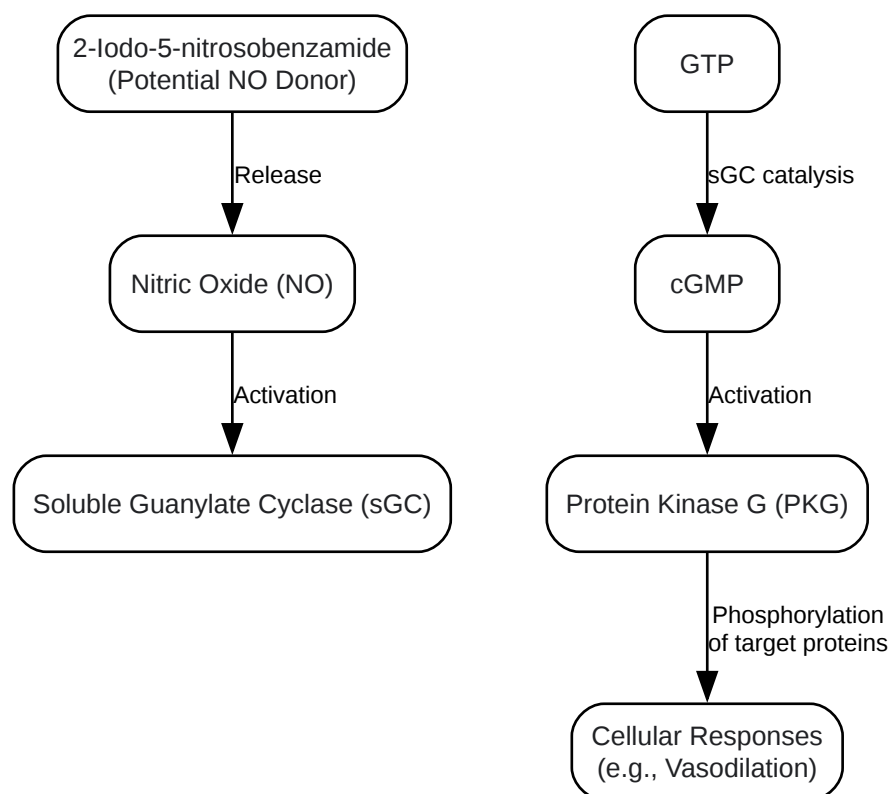 2-Iodo-5-nitrosobenzamide
(Potential NO Donor)
Release
Nitric Oxide (NO)
Activation
Soluble Guanylate Cyclase (sGC)
GTP
sGC catalysis
cGMP
Activation
Protein Kinase G (PKG)
Phosphorylation
of target proteins
Cellular Responses
(e.g., Vasodilation)